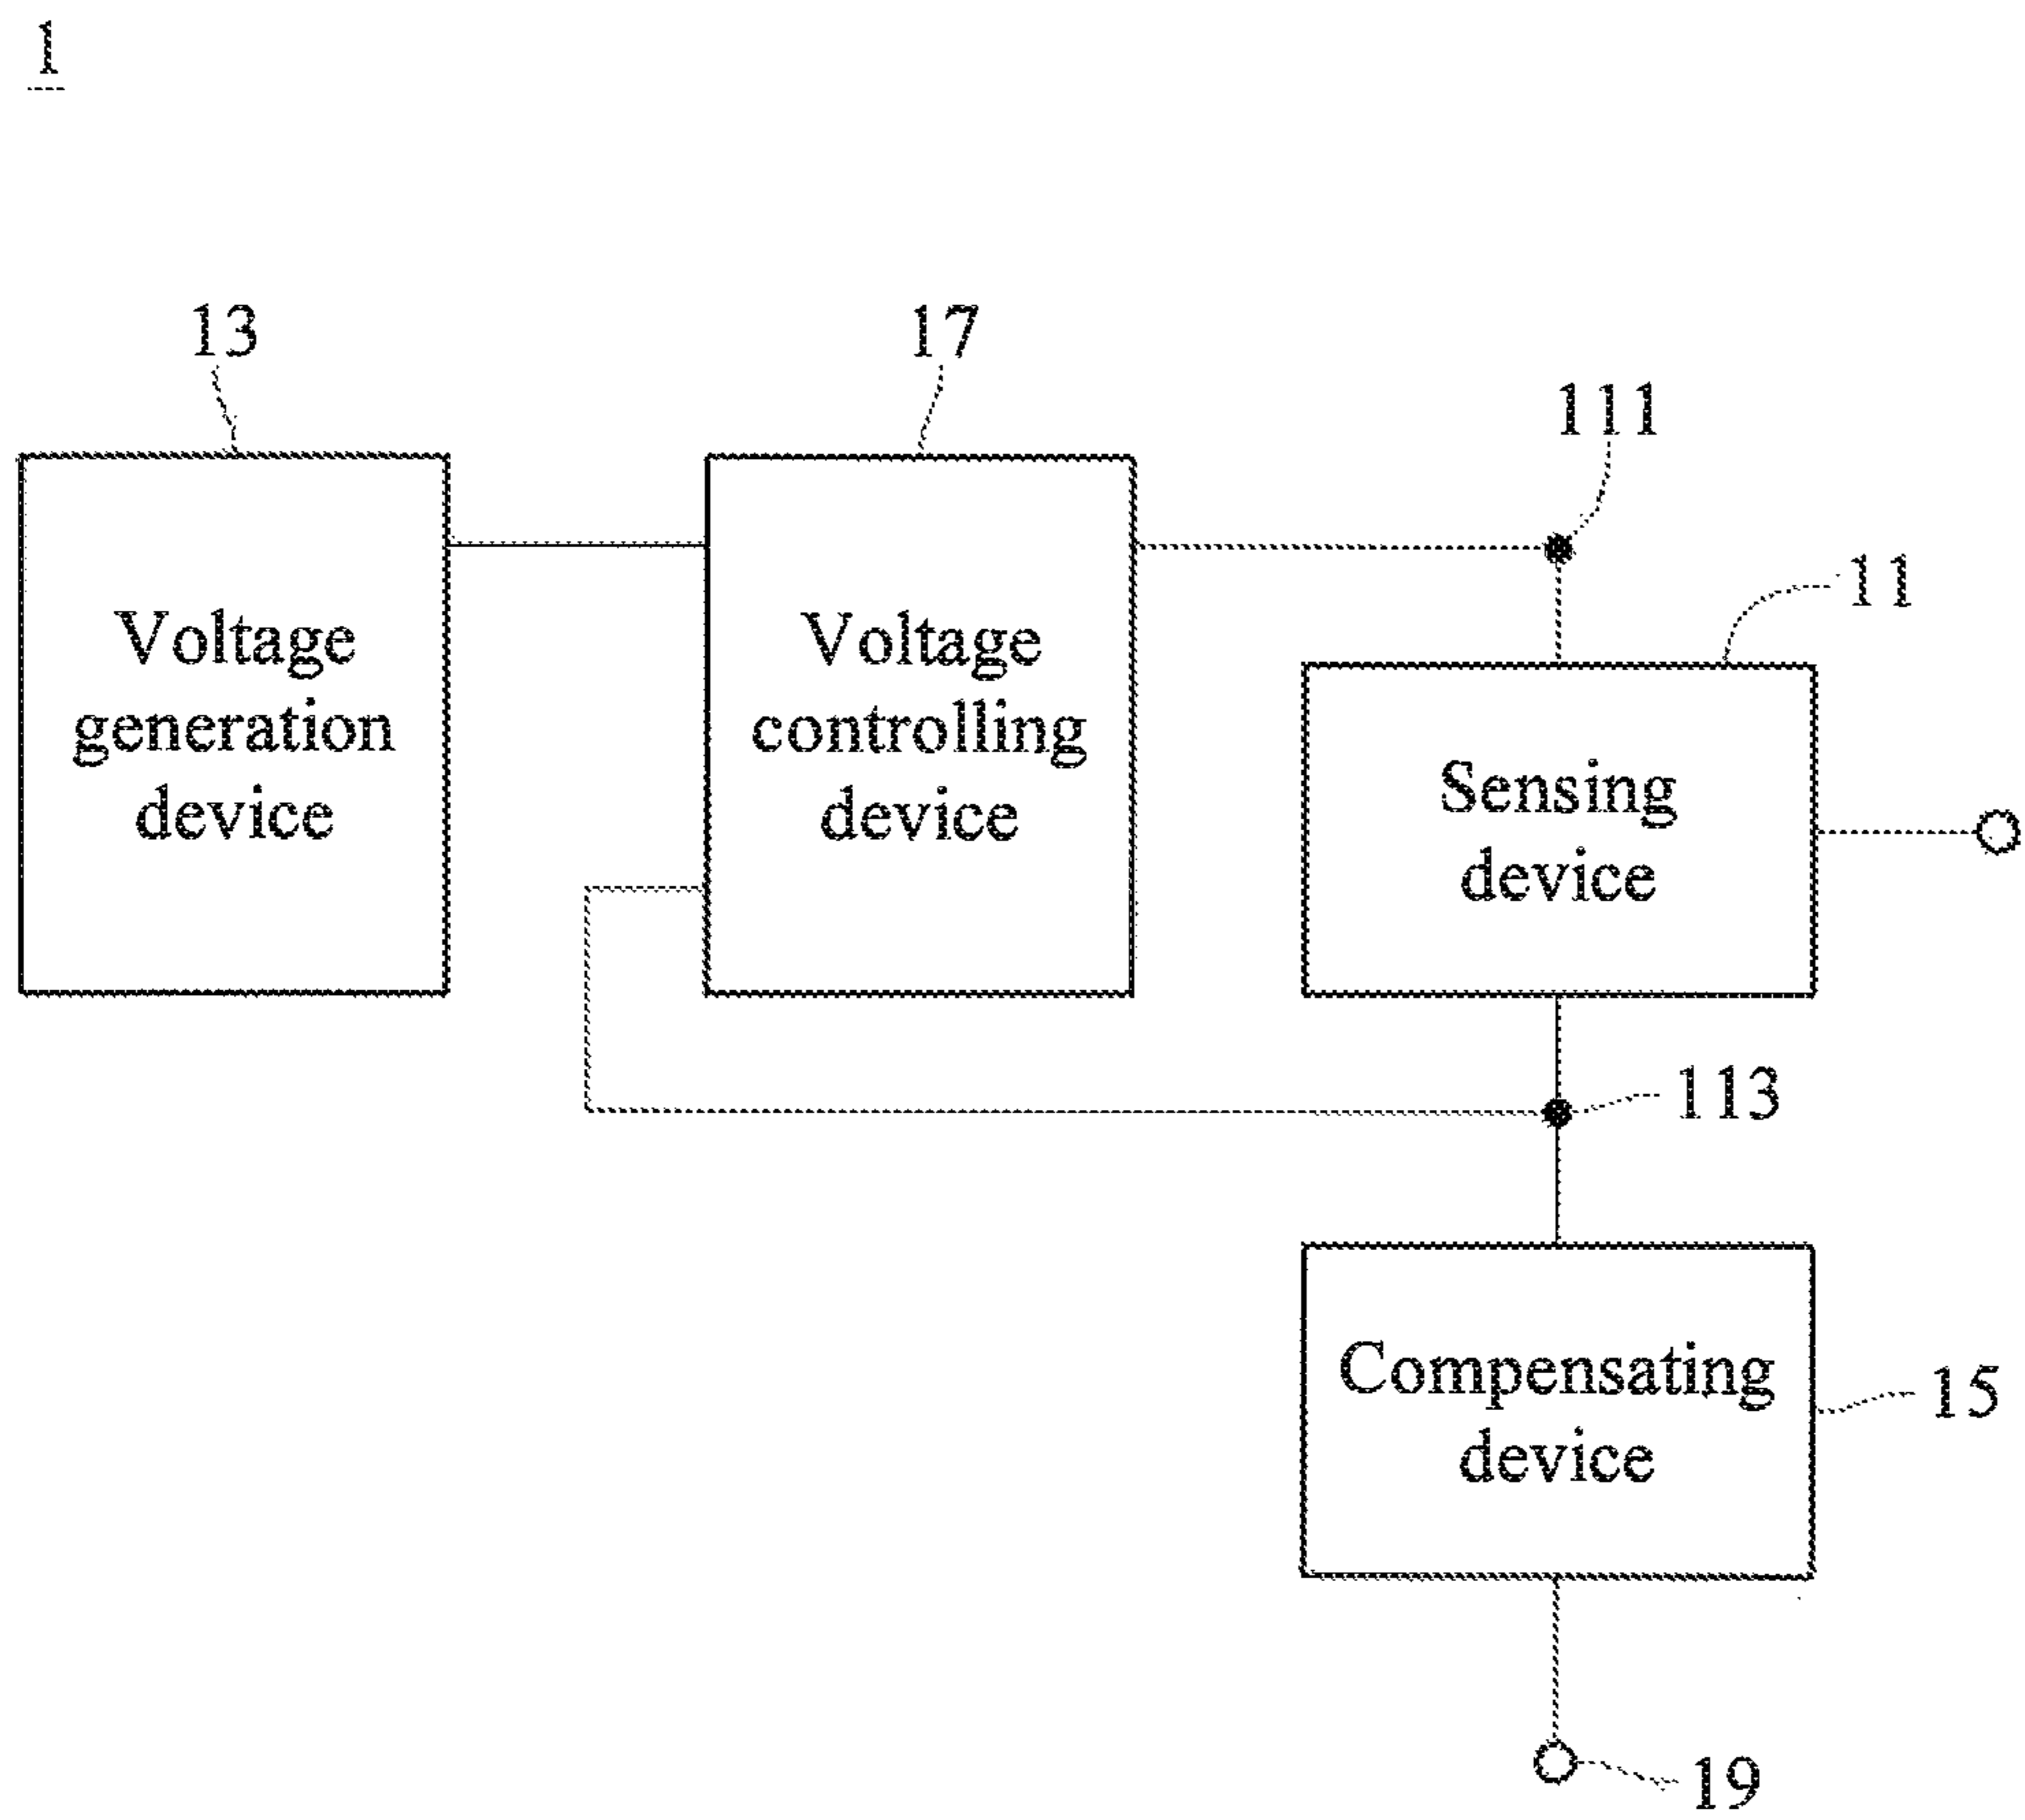 1
13
17
111
11
Voltage
generation
device
Voltage
controlling
device
Sensing
device
113
Compensating
device
15
19